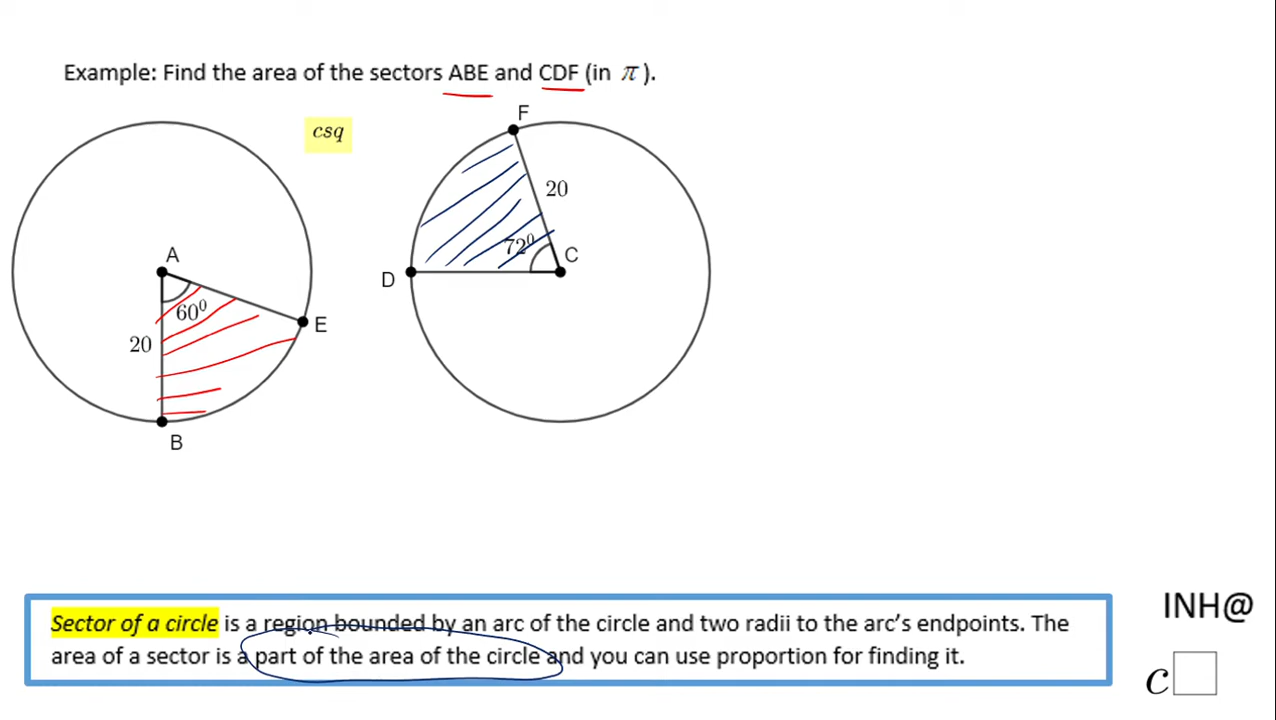 Example: Find the area of the sectors ABE and CDF (in π ).
F
csq
20
A
72⁰
C
D
60⁰
E
20
B
Sector of a circle is a region bounded by an arc of the circle and two radii to the arc's endpoints. The
area of a sector is a part of the area of the circle and you can use proportion for finding it.
INH@
c